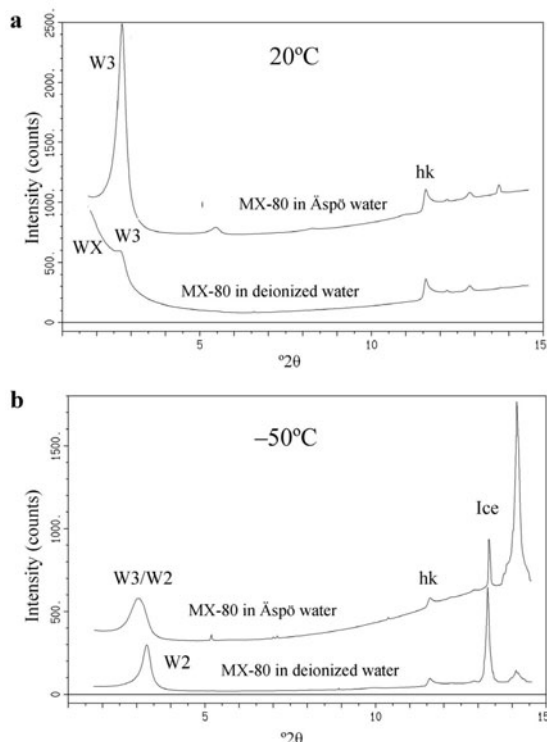 a
20ºC
W3
hk
MX-80 in Äspö water
WX
W3
MX-80 in deionized water
Intensity (counts)
0.
500.
1000.
1500.
2000.
2500.
5 10 15
º2θ
b
–50ºC
Ice
W3/W2
hk
MX-80 in Äspö water
W2
MX-80 in deionized water
Intensity (counts)
0.
500.
1000.
1500.
5 10 15
º2θ